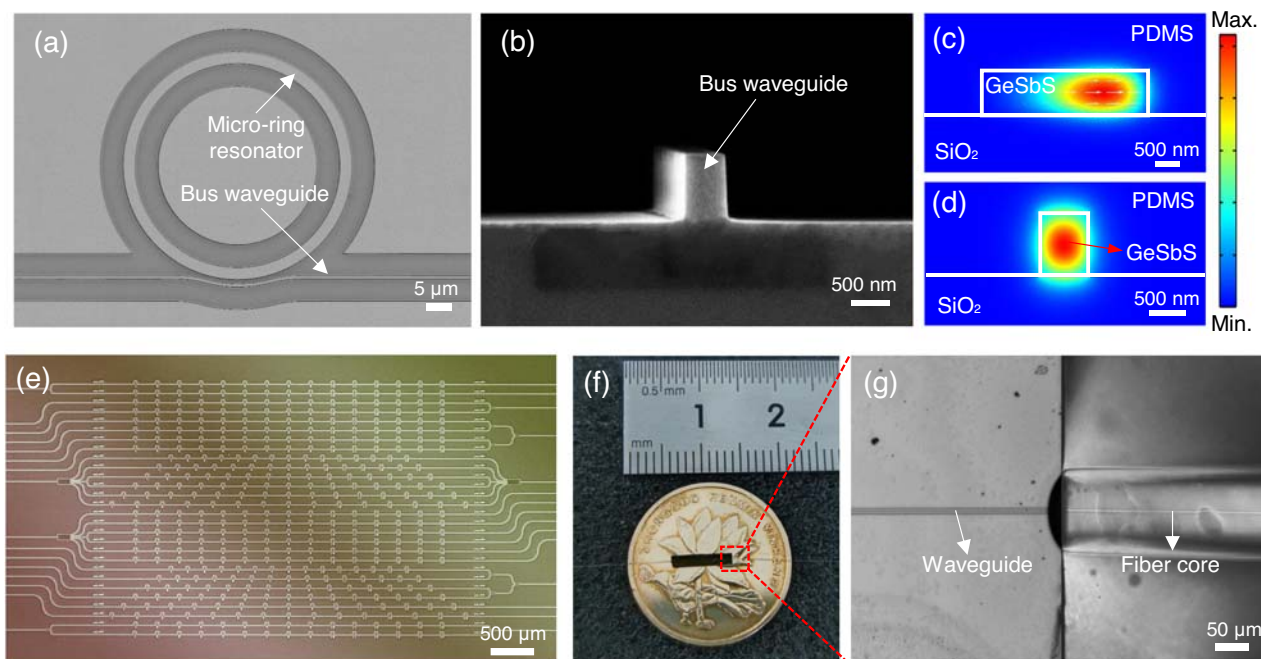 (a)
Micro-ring
resonator
Bus waveguide
5 μm
(b)
Bus waveguide
500 nm
(c)
PDMS
GeSbS
SiO₂
500 nm
(d)
PDMS
GeSbS
SiO₂
500 nm
Max.
Min.
(e)
500 μm
(f)
0.5 mm
1 2
mm
(g)
Waveguide
Fiber core
50 μm